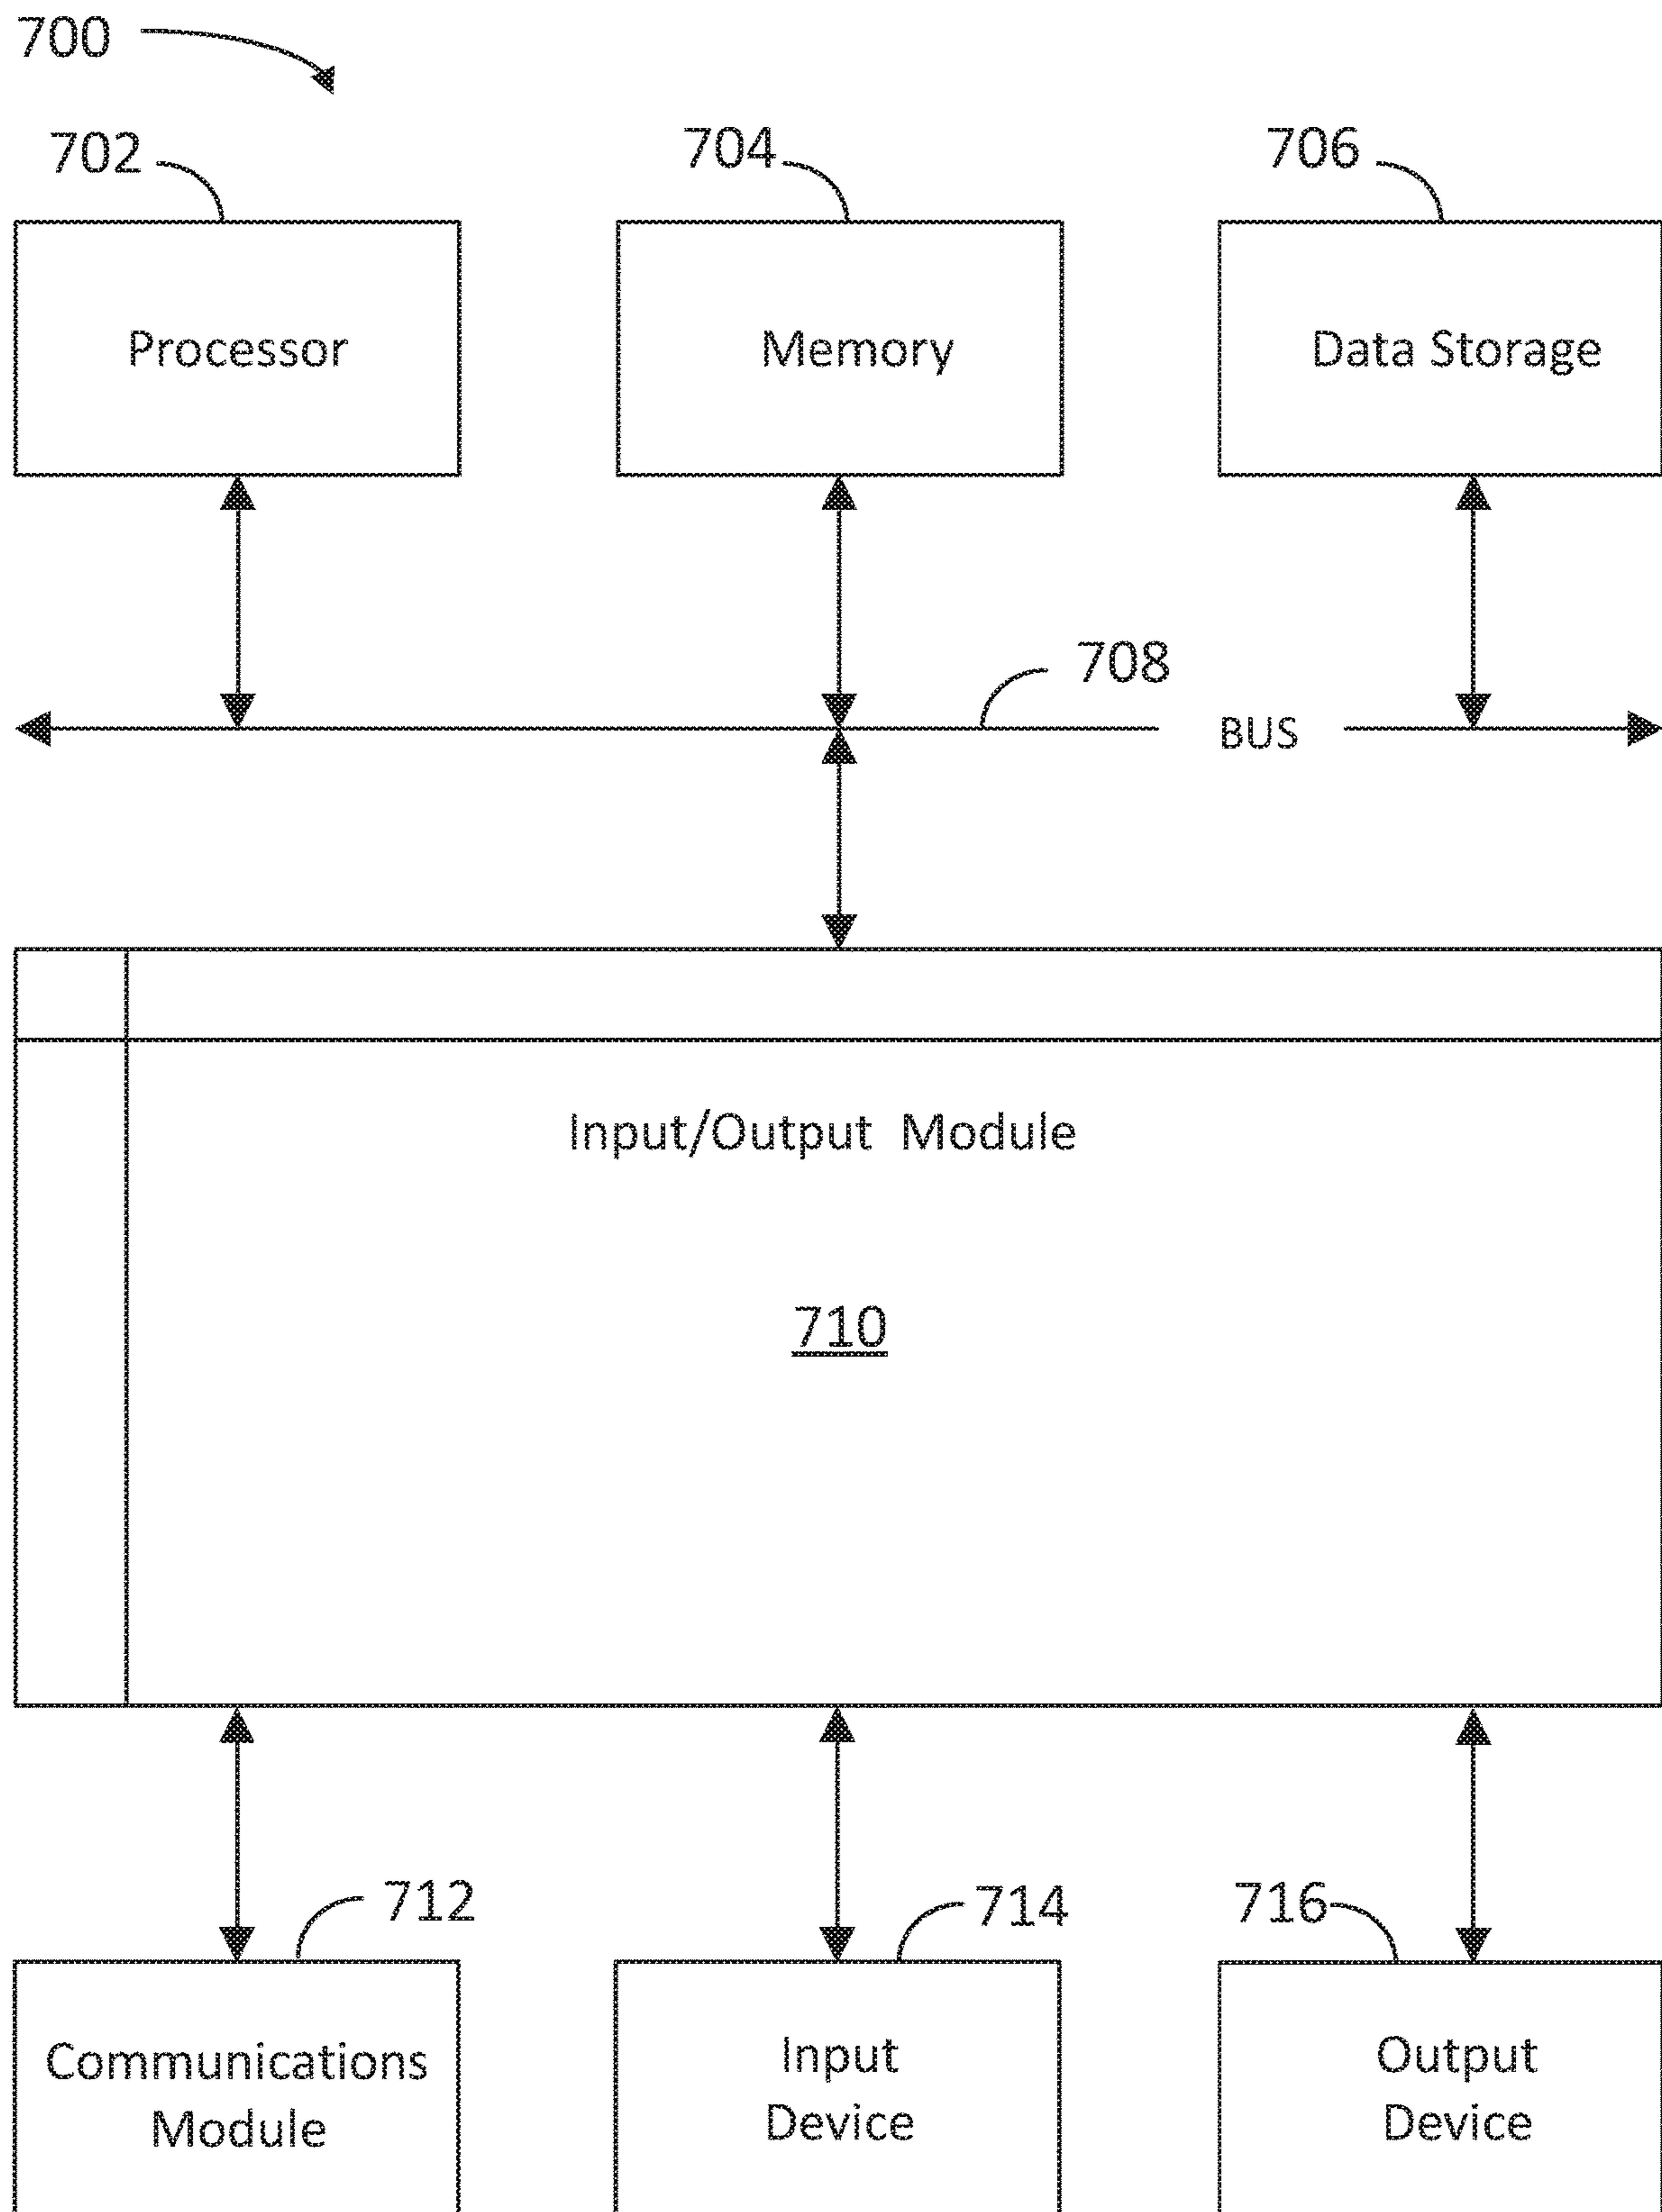 700
702
704
706
Processor
Memory
Data Storage
708
BUS
Input/Output Module
710
712
714
716
Communications
Module
Input
Device
Output
Device